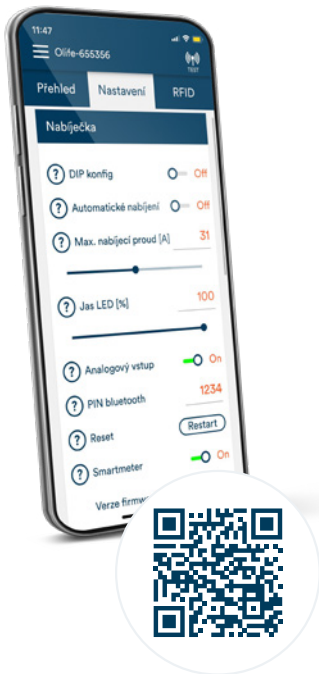 11:47
Olife-655356
TEST
Přehled Nastavení RFID
Nabíječka
? DIP konfig Off
? Automatické nabíjení Off
? Max. nabíjecí proud [A] 31
? Jas LED [%] 100
? Analogový vstup On
? PIN bluetooth 1234
? Reset Restart
? Smartmeter On
Verze